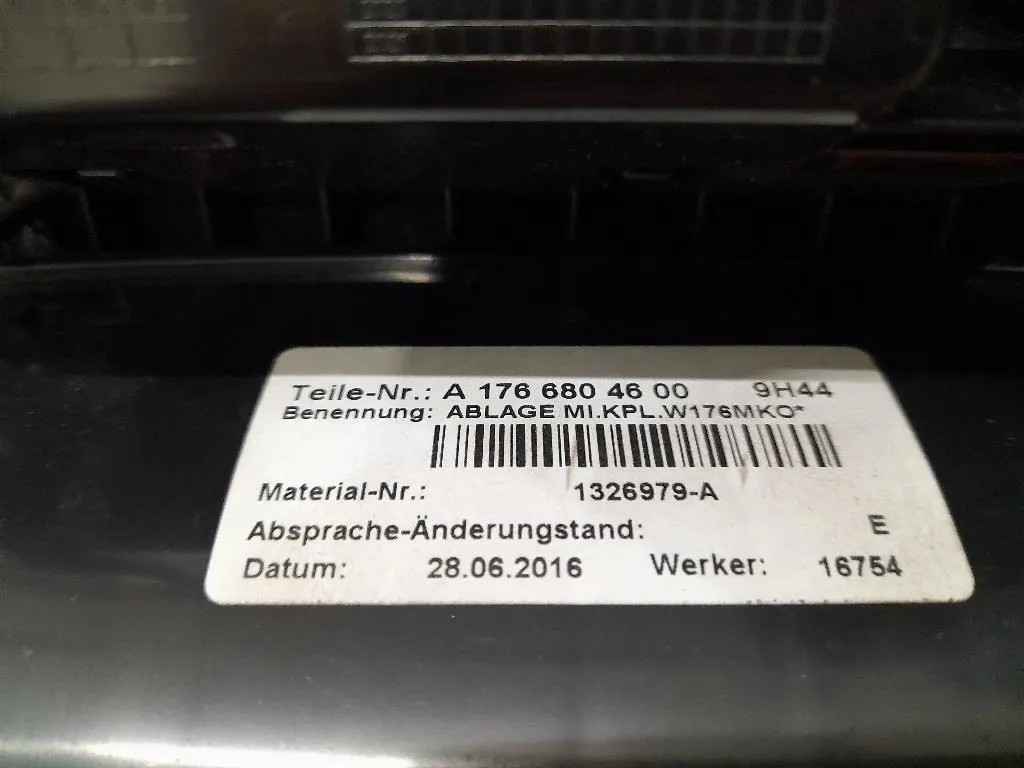 Teile-Nr.: A 176 680 46 00 9H44
Benennung: ABLAGE MI.KPL.W176MKO*
Material-Nr.: 1326979-A
Absprache-Änderungstand: E
Datum: 28.06.2016 Werker: 16754